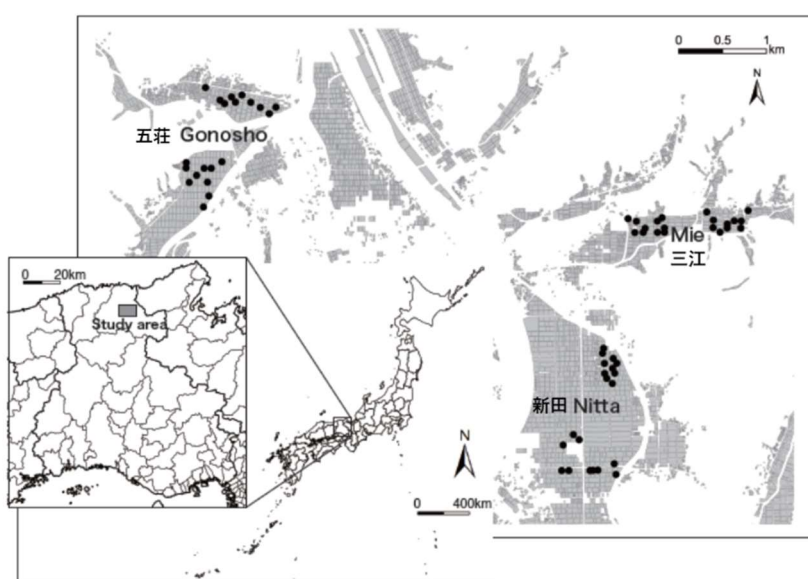 0 0.5 1
km
N
五荘 Gonosho
Mie
三江
0 20km
Study area
新田 Nitta
N
0 400km